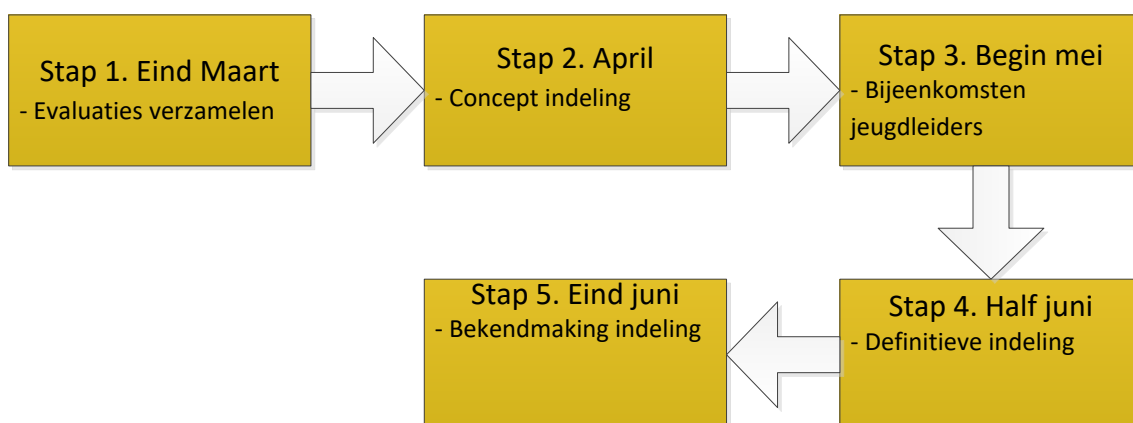 Stap 1. Eind Maart
- Evaluaties verzamelen
Stap 2. April
- Concept indeling
Stap 3. Begin mei
- Bijeenkomsten
jeugdleiders
Stap 4. Half juni
- Definitieve indeling
Stap 5. Eind juni
- Bekendmaking indeling